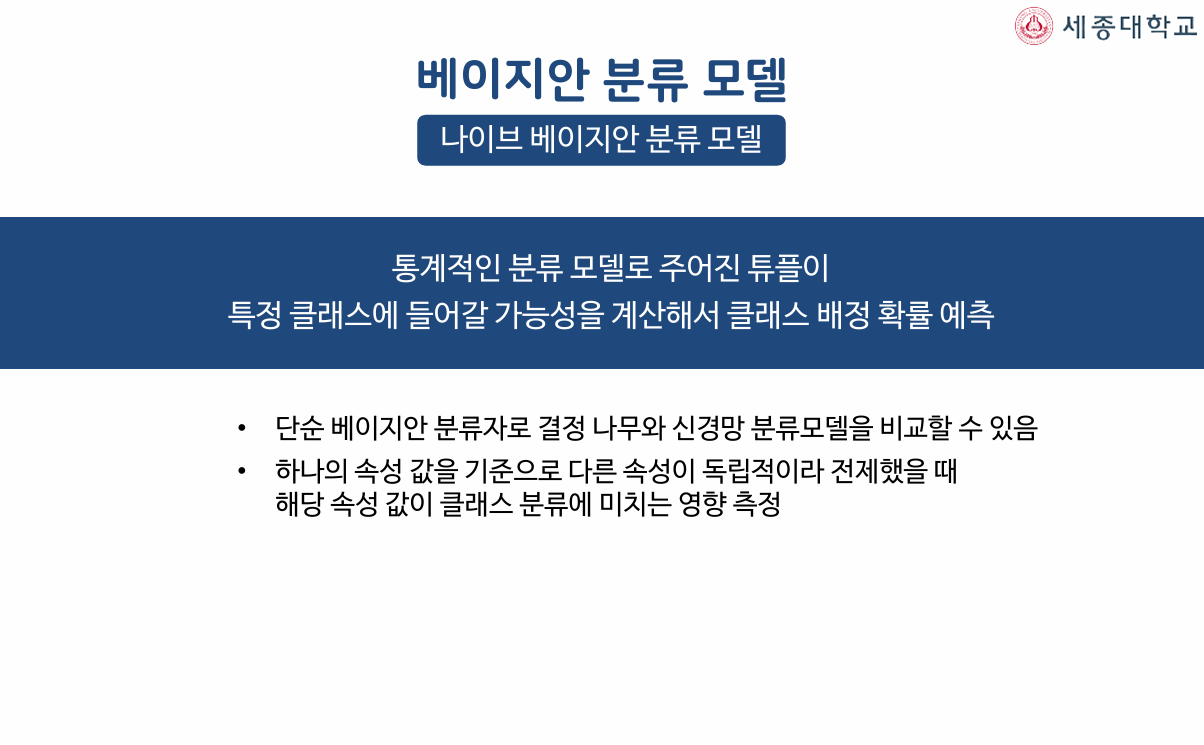 세종대학교
베이지안 분류 모델
나이브 베이지안 분류 모델
통계적인 분류 모델로 주어진 튜플이
특정 클래스에 들어갈 가능성을 계산해서 클래스 배정 확률 예측
• 단순 베이지안 분류자로 결정 나무와 신경망 분류모델을 비교할 수 있음
• 하나의 속성 값을 기준으로 다른 속성이 독립적이라 전제했을 때
해당 속성 값이 클래스 분류에 미치는 영향 측정